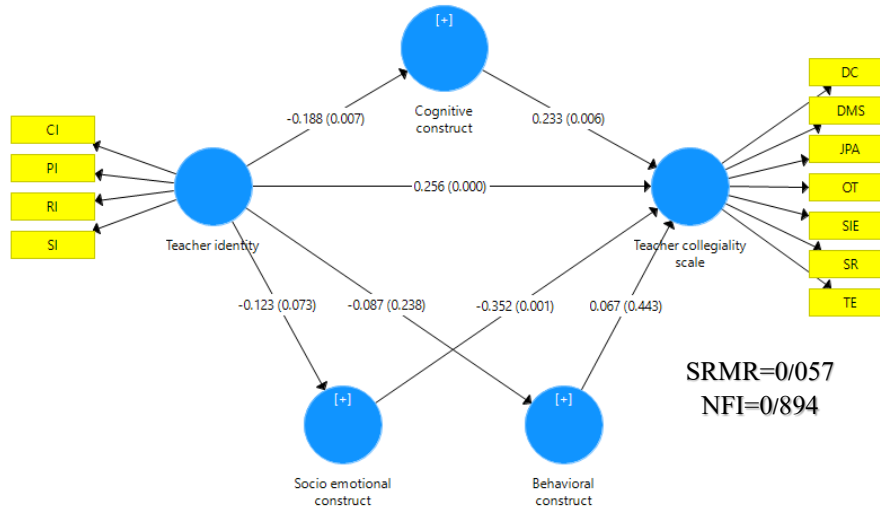 [+]
Cognitive
construct
-0.188 (0.007)
0.233 (0.006)
CI
PI
RI
SI
Teacher identity
0.256 (0.000)
Teacher collegiality
scale
DC
DMS
JPA
OT
SIE
SR
TE
-0.123 (0.073)
-0.087 (0.238)
-0.352 (0.001)
0.067 (0.443)
SRMR=0/057
NFI=0/894
[+]
Socio emotional
construct
[+]
Behavioral
construct